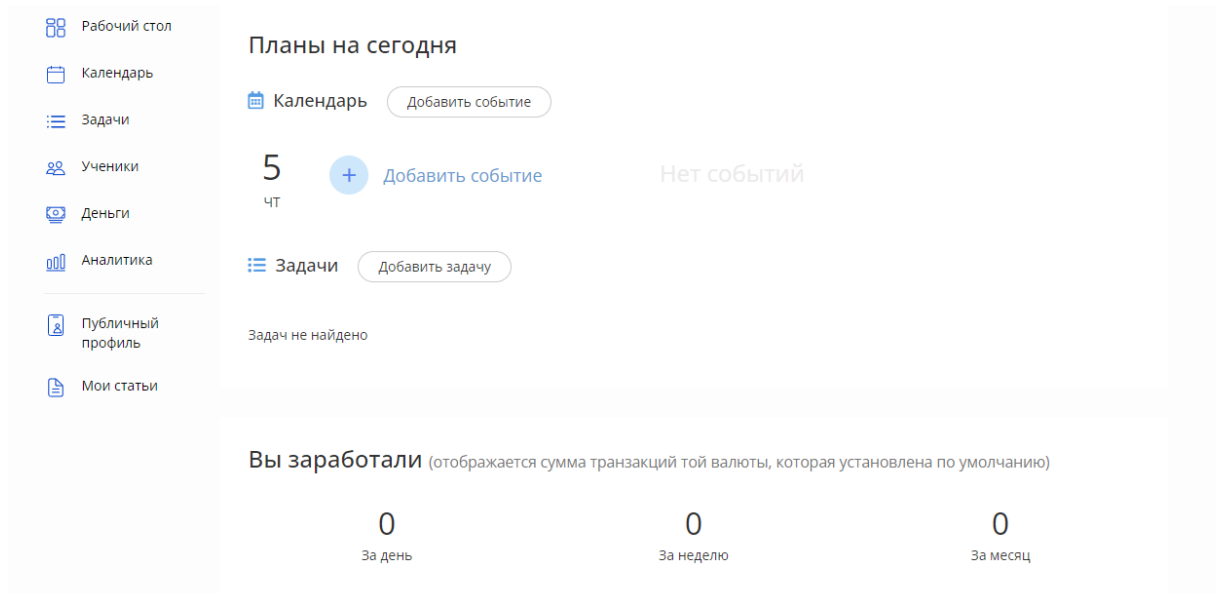 Рабочий стол
Календарь
Задачи
Ученики
Деньги
Аналитика
Публичный
профиль
Мои статьи
Планы на сегодня
Календарь Добавить событие
5
чт
+ Добавить событие Нет событий
Задачи Добавить задачу
Задач не найдено
Вы заработали (отображается сумма транзакций той валюты, которая установлена по умолчанию)
0 0 0
За день За неделю За месяц